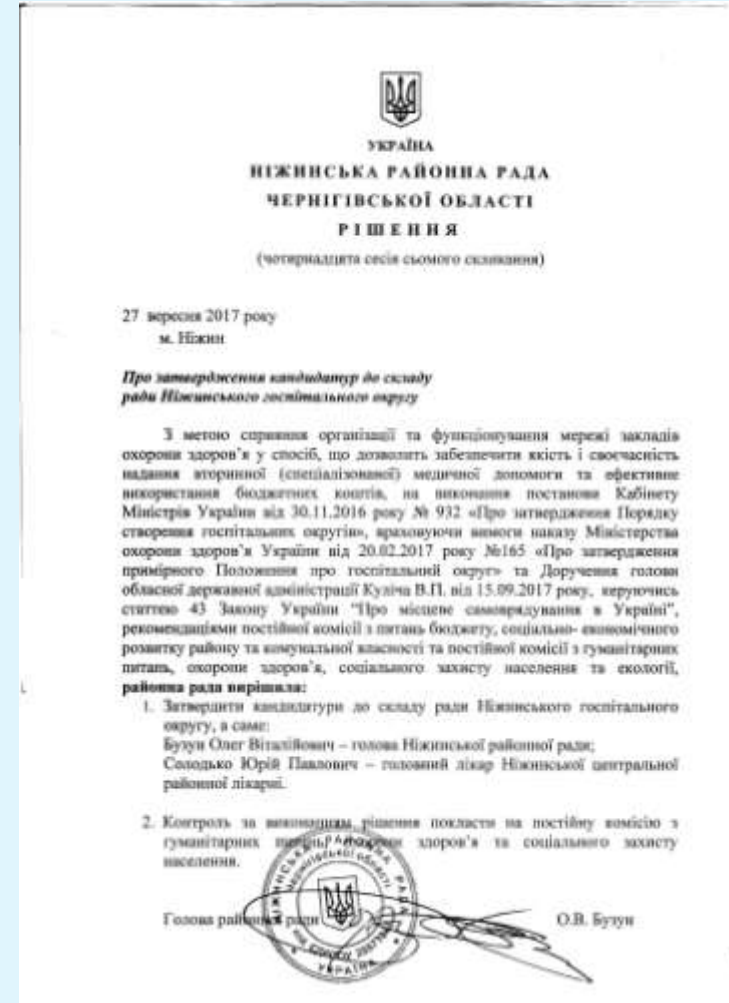 УКРАЇНА
НІЖИНСЬКА РАЙОННА РАДА
ЧЕРНІГІВСЬКОЇ ОБЛАСТІ
РІШЕННЯ
(чотирнадцята сесія сьомого скликання)
27 вересня 2017 року
м. Ніжин
Про затвердження кандидатур до складу
ради Ніжинського госпітального округу
З метою сприяння організації та функціонування мережі закладів
охорони здоров'я у спосіб, що дозволить забезпечити якість і своєчасність
надання вторинної (спеціалізованої) медичної допомоги та ефективне
використання бюджетних коштів, на виконання постанови Кабінету
Міністрів України від 30.11.2016 року № 932 «Про затвердження Порядку
створення госпітальних округів», враховуючи вимоги наказу Міністерства
охорони здоров'я України від 20.02.2017 року №165 «Про затвердження
примірного Положення про госпітальний округ» та Доручення голови
обласної державної адміністрації Куліча В.П. від 15.09.2017 року, керуючись
статтею 43 Закону України "Про місцеве самоврядування в Україні",
рекомендаціями постійної комісії з питань бюджету, соціально- економічного
розвитку району та комунальної власності та постійної комісії з гуманітарних
питань, охорони здоров'я, соціального захисту населення та екології,
районна рада вирішила:
1. Затвердити кандидатури до складу ради Ніжинського госпітального
округу, а саме:
Бузун Олег Віталійович – голова Ніжинської районної ради;
Солодько Юрій Павлович – головний лікар Ніжинської центральної
районної лікарні.
2. Контроль за виконанням рішення покласти на постійну комісію з
гуманітарних питань, охорони здоров'я та соціального захисту
населення.
Голова районної ради О.В. Бузун
НІЖИНСЬКА РАЙОННА РАДА
Чернігівської області
УКРАЇНА